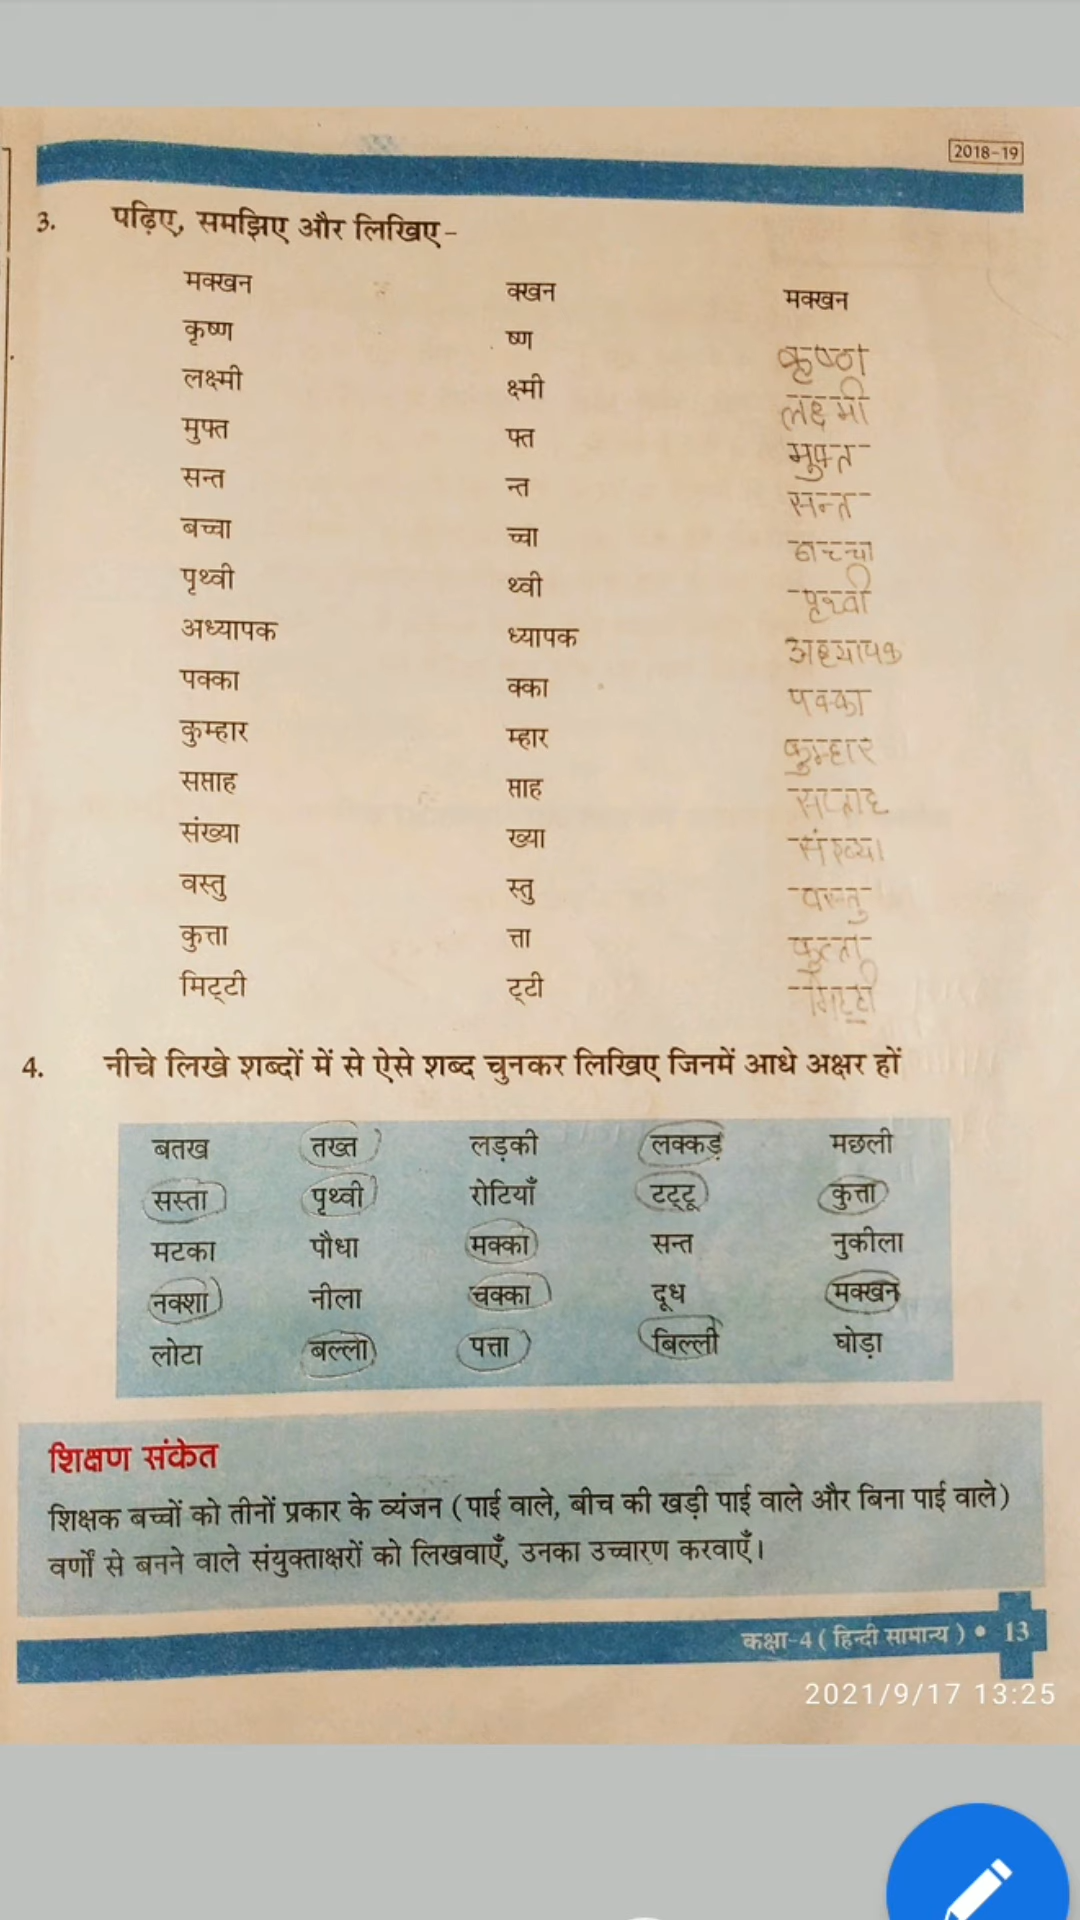 2018-19
3. पढ़िए, समझिए और लिखिए-
मक्खन क्खन मक्खन
कृष्ण ष्ण कृष्ण
लक्ष्मी क्ष्मी लक्ष्मी
मुफ्त फ्त मुफ्त
सन्त न्त सन्त
बच्चा च्चा बच्चा
पृथ्वी थ्वी पृथ्वी
अध्यापक ध्यापक अध्यापक
पक्का क्का पक्का
कुम्हार म्हार कुम्हार
सप्ताह प्ताह सप्ताह
संख्या ख्या संख्या
वस्तु स्तु वस्तु
कुत्ता त्ता कुत्ता
मिट्टी ट्टी मिट्टी
4. नीचे लिखे शब्दों में से ऐसे शब्द चुनकर लिखिए जिनमें आधे अक्षर हों
बतख तख्त लड़की लक्कड़ मछली
सस्ता पृथ्वी रोटियाँ टट्टू कुत्ता
मटका पौधा मक्का सन्त नुकीला
नक्शा नीला चक्का दूध मक्खन
लोटा बल्ला पत्ता बिल्ली घोड़ा
शिक्षण संकेत
शिक्षक बच्चों को तीनों प्रकार के व्यंजन (पाई वाले, बीच की खड़ी पाई वाले और बिना पाई वाले)
वर्णों से बनने वाले संयुक्ताक्षरों को लिखवाएँ, उनका उच्चारण करवाएँ।
कक्षा-4 (हिन्दी सामान्य) • 13
2021/9/17 13:25